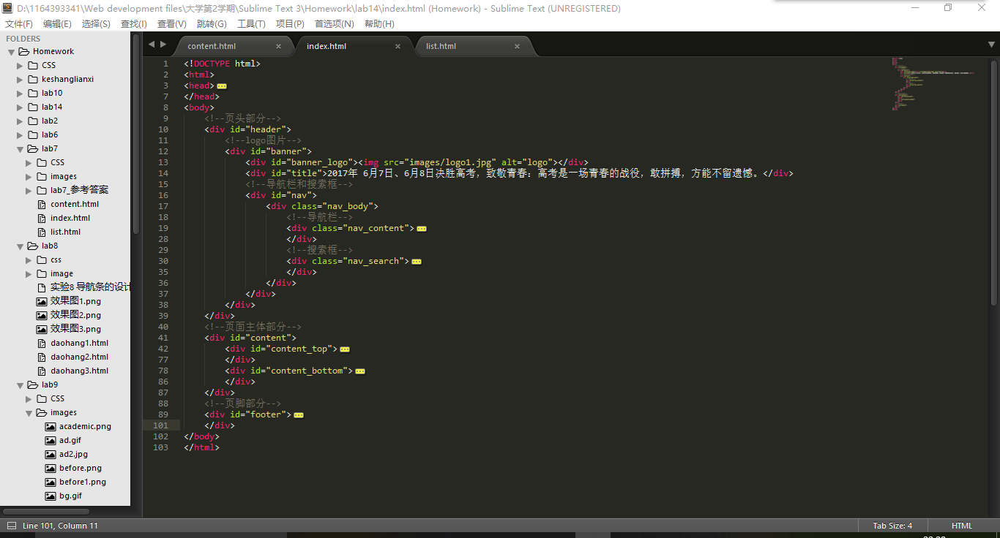 D:\1164393341\Web development files\大学第2学期\Sublime Text 3\Homework\lab14\index.html (Homework) - Sublime Text (UNREGISTERED)
文件(F) 编辑(E) 选择(S) 查找(I) 查看(V) 跳转(G) 工具(T) 项目(P) 首选项(N) 帮助(H)
FOLDERS
Homework
CSS
keshanglianxi
lab10
lab14
lab2
lab6
lab7
CSS
images
lab7_参考答案
content.html
index.html
list.html
lab8
css
image
实验8 导航条的设计
效果图1.png
效果图2.png
效果图3.png
daohang1.html
daohang2.html
daohang3.html
lab9
CSS
images
academic.png
ad.gif
ad2.jpg
before.png
before1.png
bg.gif
content.html × index.html × list.html ×
1 <!DOCTYPE html>
2 <html>
3 <head>
7 </head>
8 <body>
9 <!--页头部分-->
10 <div id="header">
11 <!--logo图片-->
12 <div id="banner">
13 <div id="banner_logo"><img src="images/logo1.jpg" alt="logo"></div>
14 <div id="title">2017年 6月7日、6月8日决胜高考，致敬青春：高考是一场青春的战役，敢拼搏，方能不留遗憾。</div>
15 <!--导航栏和搜索框-->
16 <div id="nav">
17 <div class="nav_body">
18 <!--导航栏-->
19 <div class="nav_content">
28 </div>
29 <!--搜索框-->
30 <div class="nav_search">
35 </div>
36 </div>
37 </div>
38 </div>
39 </div>
40 <!--页面主体部分-->
41 <div id="content">
42 <div id="content_top">
77 </div>
78 <div id="content_bottom">
86 </div>
87 </div>
88 <!--页脚部分-->
89 <div id="footer">
101 </div>
102 </body>
103 </html>
Line 101, Column 11 Tab Size: 4 HTML